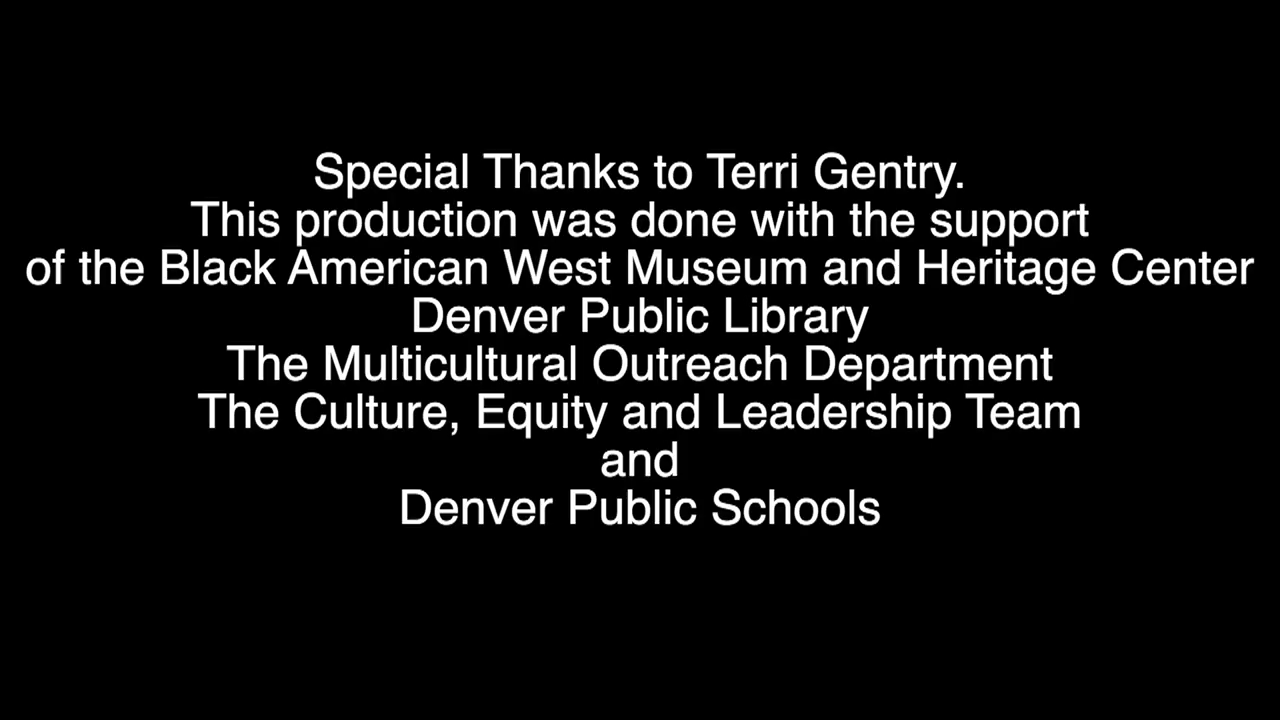 Special Thanks to Terri Gentry.
This production was done with the support
of the Black American West Museum and Heritage Center
Denver Public Library
The Multicultural Outreach Department
The Culture, Equity and Leadership Team
and
Denver Public Schools